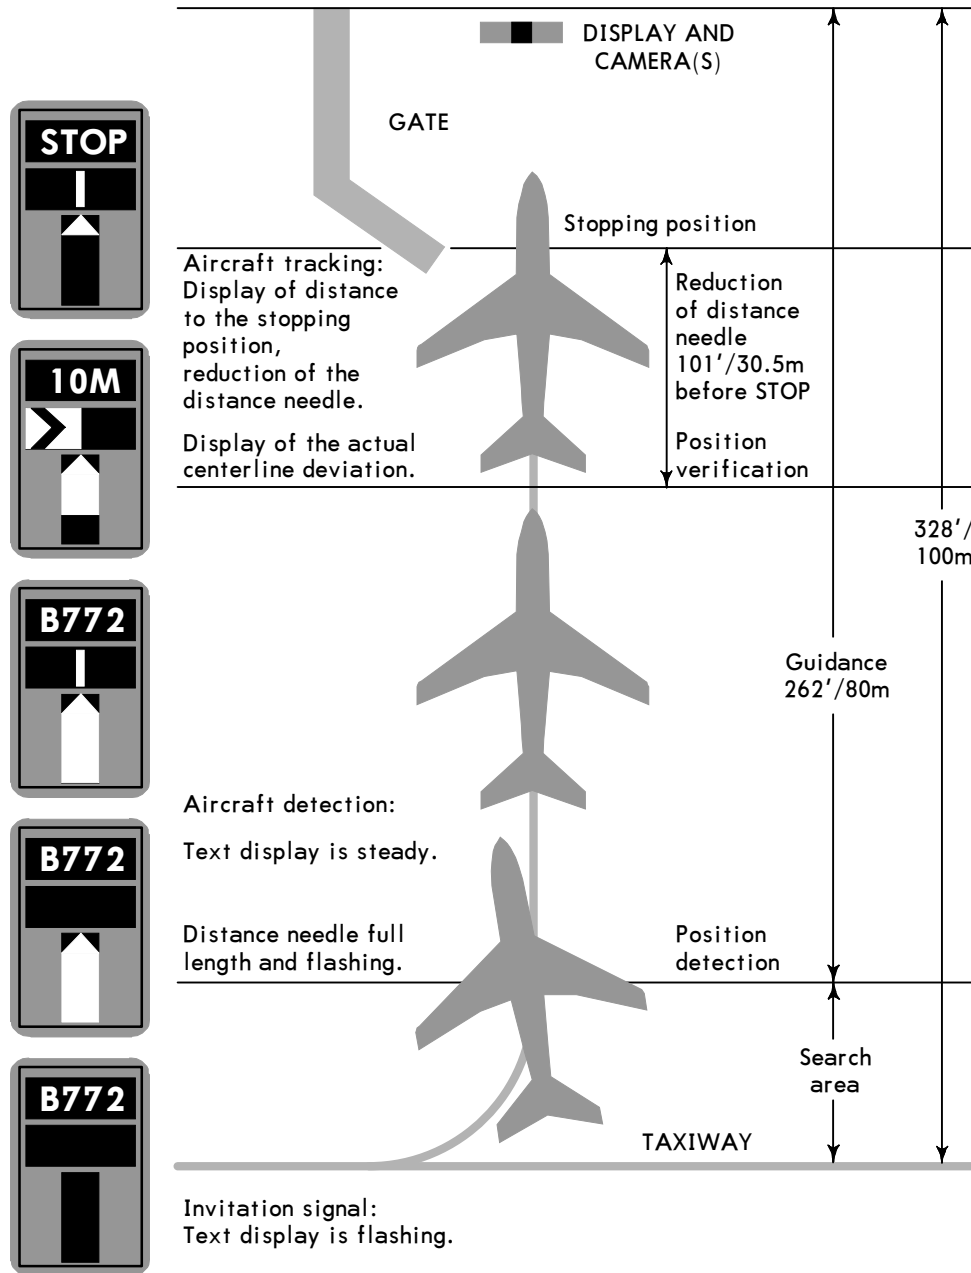 DISPLAY AND
CAMERA(S)
GATE
STOP
Stopping position
Aircraft tracking:
Display of distance
to the stopping
position,
reduction of the
distance needle.
Reduction
of distance
needle
101'/30.5m
before STOP
10M
Display of the actual
centerline deviation.
Position
verification
328'/
100m
B772
Guidance
262'/80m
Aircraft detection:
B772
Text display is steady.
Distance needle full
length and flashing.
Position
detection
Search
area
B772
TAXIWAY
Invitation signal:
Text display is flashing.